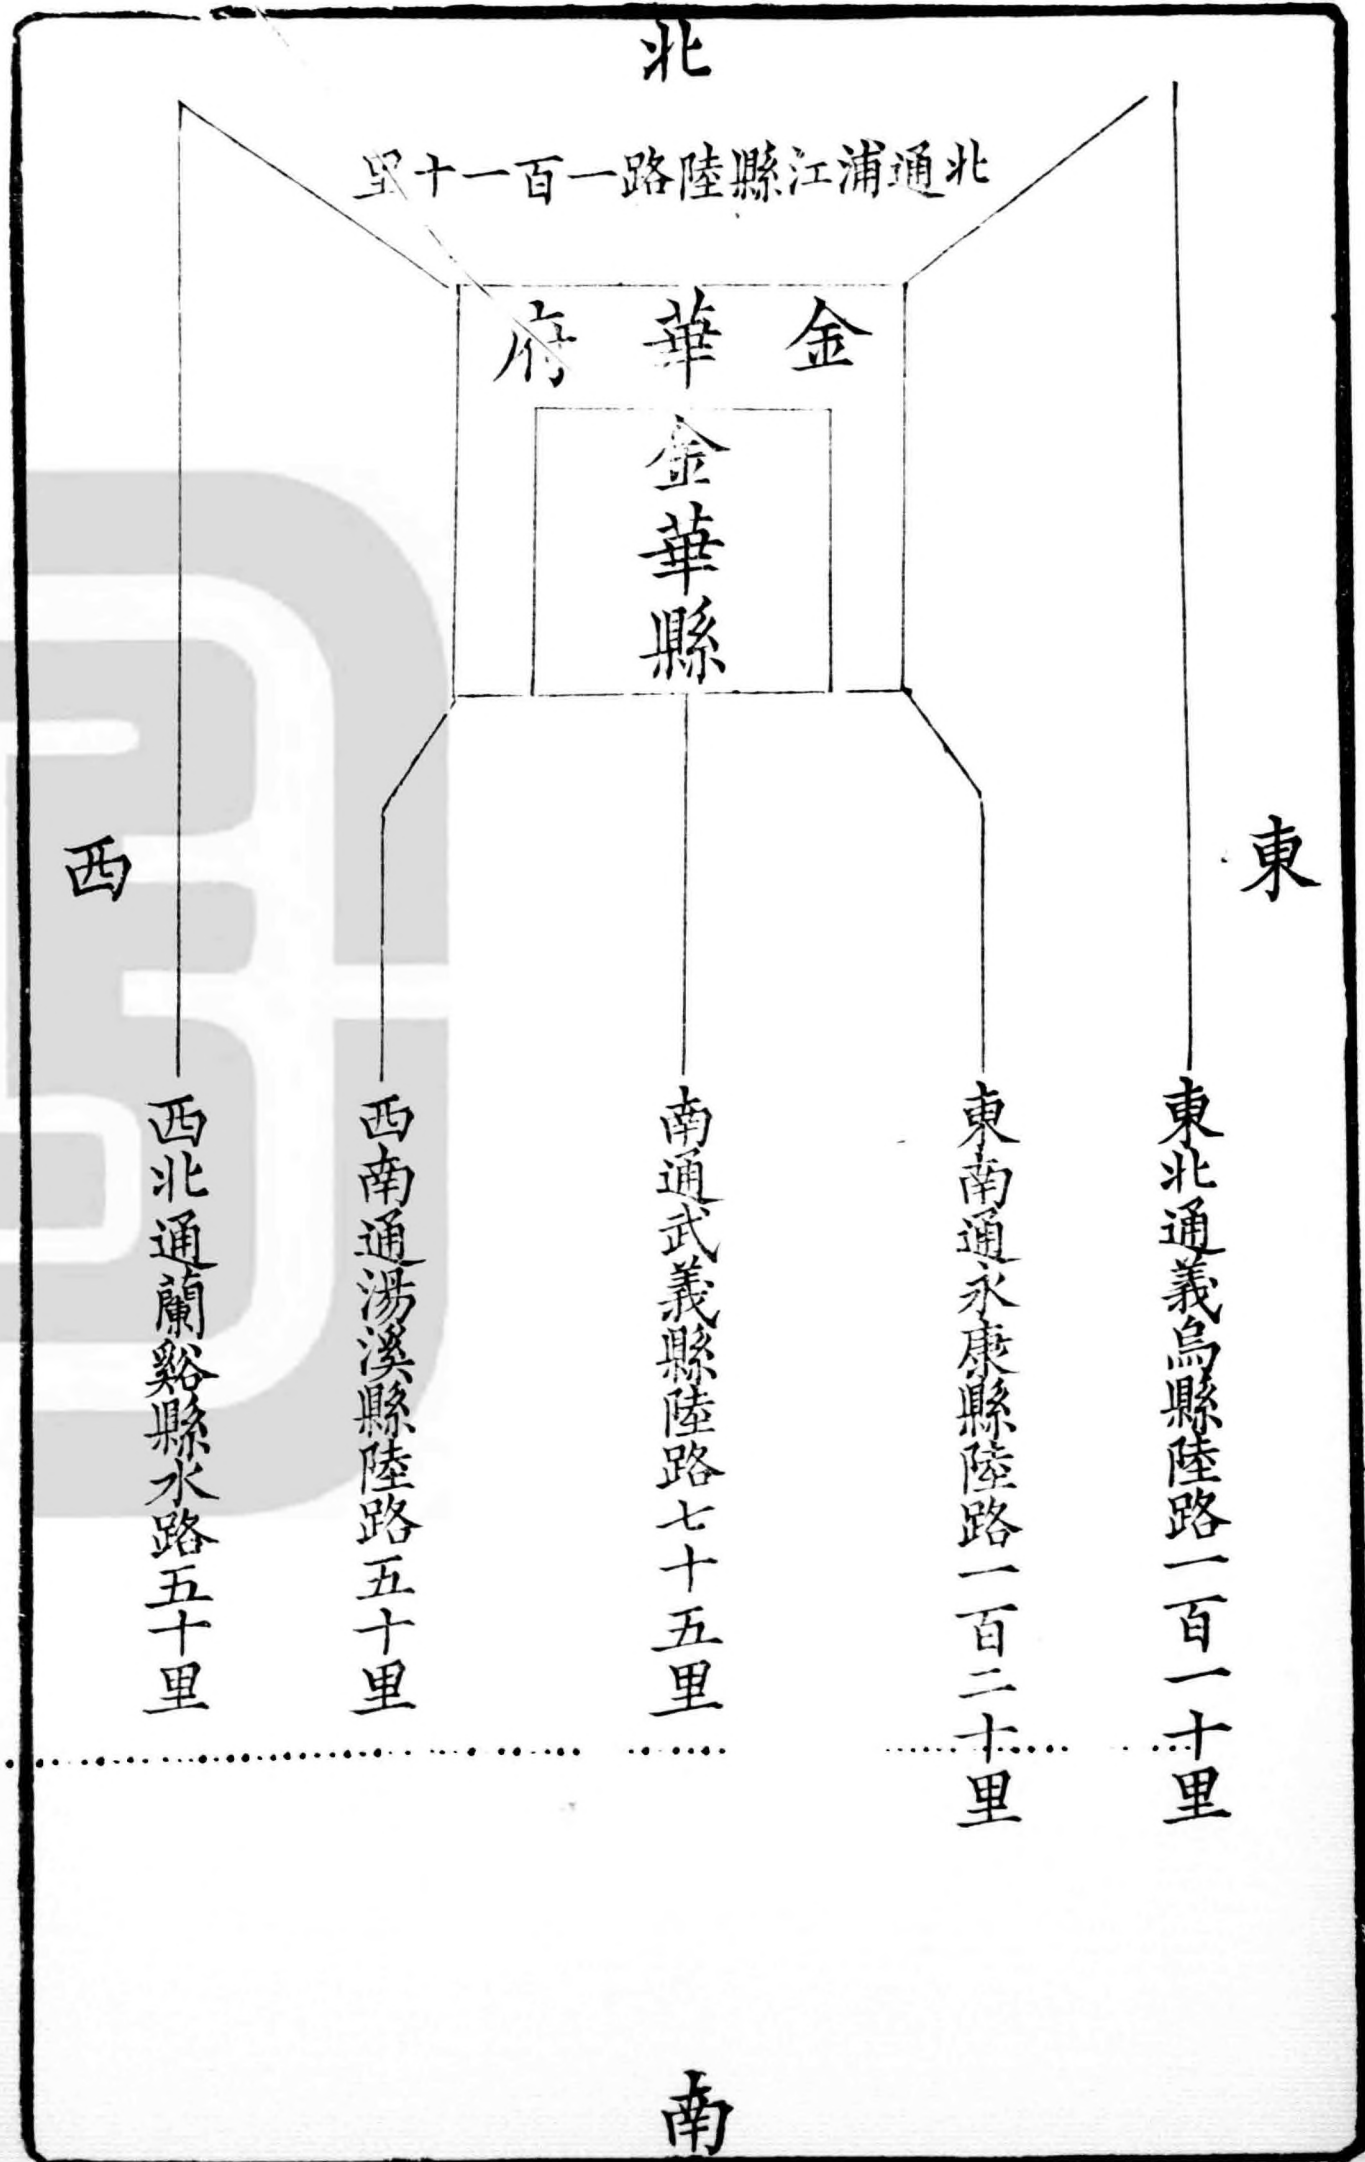 北
北通浦江縣陸路一百一十里
金華府
金華縣
東
西
東北通義烏縣陸路一百一十里
東南通永康縣陸路一百二十里
南通武義縣陸路七十五里
西南通湯溪縣陸路五十里
西北通蘭谿縣水路五十里
南